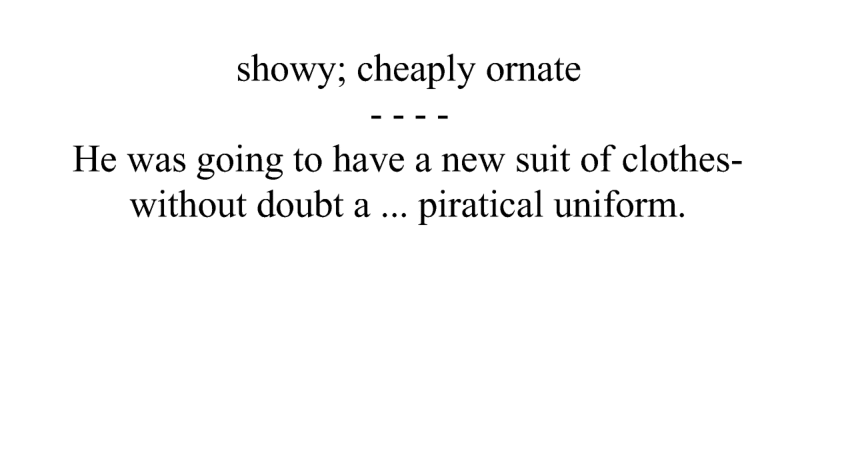 showy; cheaply ornate
- - - -
He was going to have a new suit of clothes-
without doubt a ... piratical uniform.